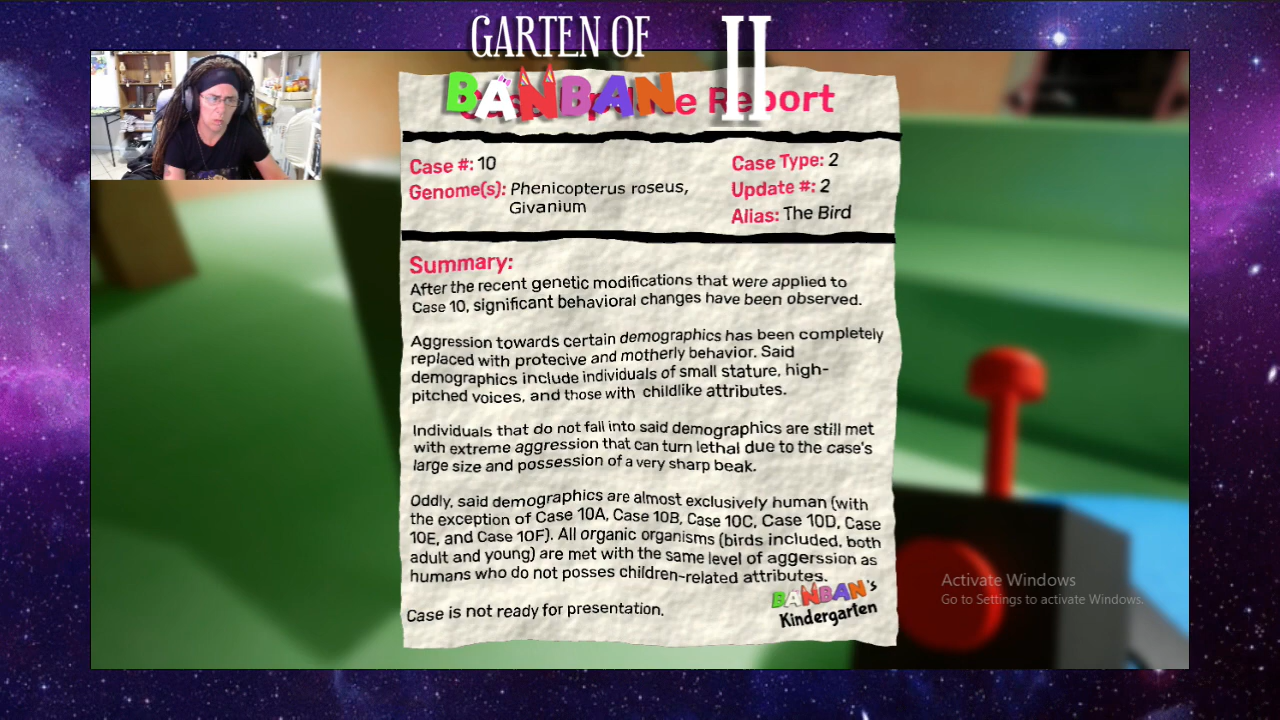 GARTEN OF
BANBAN II
Report
Case #: 10
Genome(s): Phenicopterus roseus,
Givanium
Case Type: 2
Update #: 2
Alias: The Bird
Summary:
After the recent genetic modifications that were applied to
Case 10, significant behavioral changes have been observed.
Aggression towards certain demographics has been completely
replaced with protecive and motherly behavior. Said
demographics include individuals of small stature, high-
pitched voices, and those with childlike attributes.
Individuals that do not fall into said demographics are still met
with extreme aggression that can turn lethal due to the case's
large size and possession of a very sharp beak.
Oddly, said demographics are almost exclusively human (with
the exception of Case 10A, Case 10B, Case 10C, Case 10D, Case
10E, and Case 10F). All organic organisms (birds included, both
adult and young) are met with the same level of aggerssion as
humans who do not posses children-related attributes.
Case is not ready for presentation.
BANBAN's
Kindergarten
Activate Windows
Go to Settings to activate Windows.